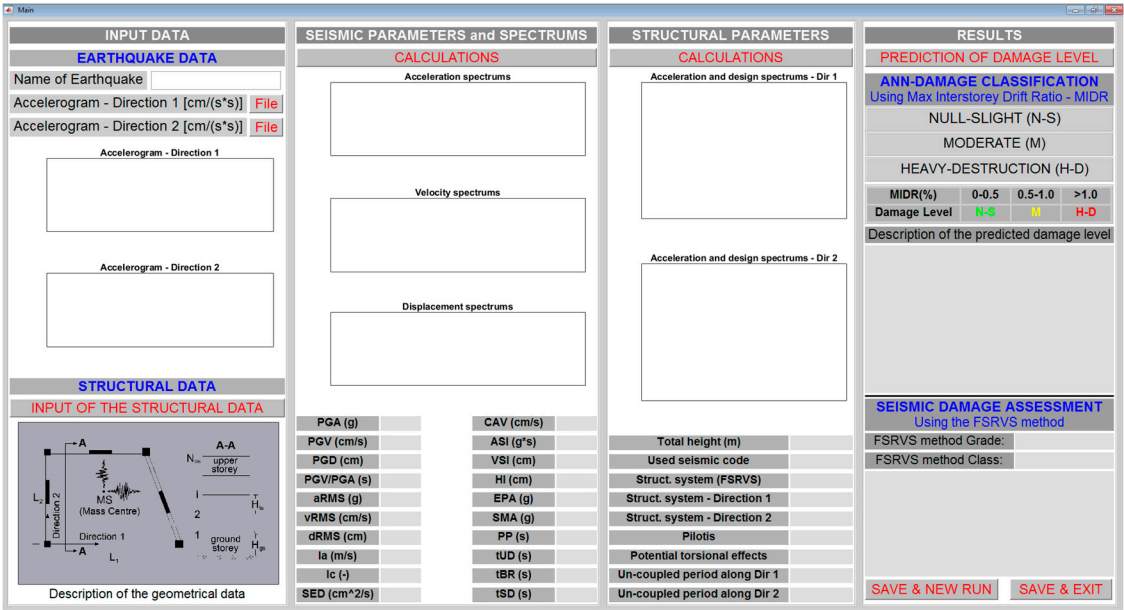 Main
INPUT DATA
EARTHQUAKE DATA
Name of Earthquake
Accelerogram - Direction 1 [cm/(s*s)] File
Accelerogram - Direction 2 [cm/(s*s)] File
Accelerogram - Direction 1
Accelerogram - Direction 2
STRUCTURAL DATA
INPUT OF THE STRUCTURAL DATA
A
A-A
upper
storey
MS
(Mass Centre)
L2
Direction 2
i
2
Direction 1
1
ground
storey
A
L1
Description of the geometrical data
SEISMIC PARAMETERS and SPECTRUMS
CALCULATIONS
Acceleration spectrums
Velocity spectrums
Displacement spectrums
PGA (g) CAV (cm/s)
PGV (cm/s) ASI (g*s)
PGD (cm) VSI (cm)
PGV/PGA (s) HI (cm)
aRMS (g) EPA (g)
vRMS (cm/s) SMA (g)
dRMS (cm) PP (s)
Ia (m/s) tUD (s)
Ic (-) tBR (s)
SED (cm^2/s) tSD (s)
STRUCTURAL PARAMETERS
CALCULATIONS
Acceleration and design spectrums - Dir 1
Acceleration and design spectrums - Dir 2
Total height (m)
Used seismic code
Struct. system (FSRVS)
Struct. system - Direction 1
Struct. system - Direction 2
Pilotis
Potential torsional effects
Un-coupled period along Dir 1
Un-coupled period along Dir 2
RESULTS
PREDICTION OF DAMAGE LEVEL
ANN-DAMAGE CLASSIFICATION
Using Max Interstorey Drift Ratio - MIDR
NULL-SLIGHT (N-S)
MODERATE (M)
HEAVY-DESTRUCTION (H-D)
MIDR(%) 0-0.5 0.5-1.0 >1.0
Damage Level N-S M H-D
Description of the predicted damage level
SEISMIC DAMAGE ASSESSMENT
Using the FSRVS method
FSRVS method Grade:
FSRVS method Class:
SAVE & NEW RUN SAVE & EXIT